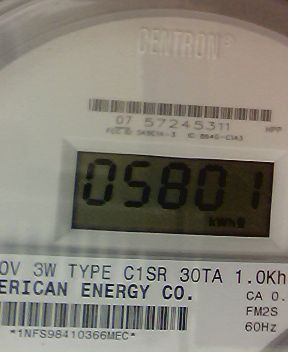 CENTRON®
07 57245311
HPP
05801
kWh
0V 3W TYPE C1SR 30TA 1.0Kh
ERICAN ENERGY CO.
CA 0.
FM2S
60Hz
*1NFS98410366MEC*